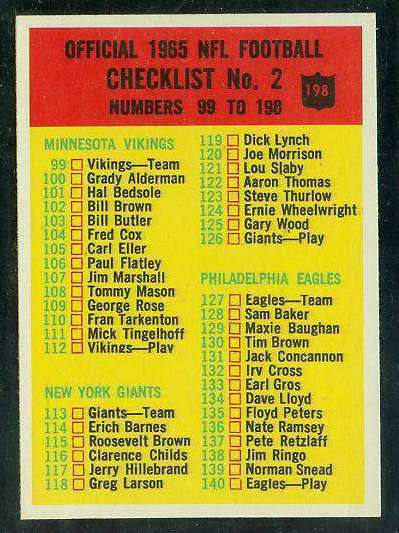 OFFICIAL 1965 NFL FOOTBALL
CHECKLIST No. 2
NUMBERS 99 TO 198
198
MINNESOTA VIKINGS
99 Vikings—Team
100 Grady Alderman
101 Hal Bedsole
102 Bill Brown
103 Bill Butler
104 Fred Cox
105 Carl Eller
106 Paul Flatley
107 Jim Marshall
108 Tommy Mason
109 George Rose
110 Fran Tarkenton
111 Mick Tingelhoff
112 Vikings—Play
NEW YORK GIANTS
113 Giants—Team
114 Erich Barnes
115 Roosevelt Brown
116 Clarence Childs
117 Jerry Hillebrand
118 Greg Larson
119 Dick Lynch
120 Joe Morrison
121 Lou Slaby
122 Aaron Thomas
123 Steve Thurlow
124 Ernie Wheelwright
125 Gary Wood
126 Giants—Play
PHILADELPHIA EAGLES
127 Eagles—Team
128 Sam Baker
129 Maxie Baughan
130 Tim Brown
131 Jack Concannon
132 Irv Cross
133 Earl Gros
134 Dave Lloyd
135 Floyd Peters
136 Nate Ramsey
137 Pete Retzlaff
138 Jim Ringo
139 Norman Snead
140 Eagles—Play